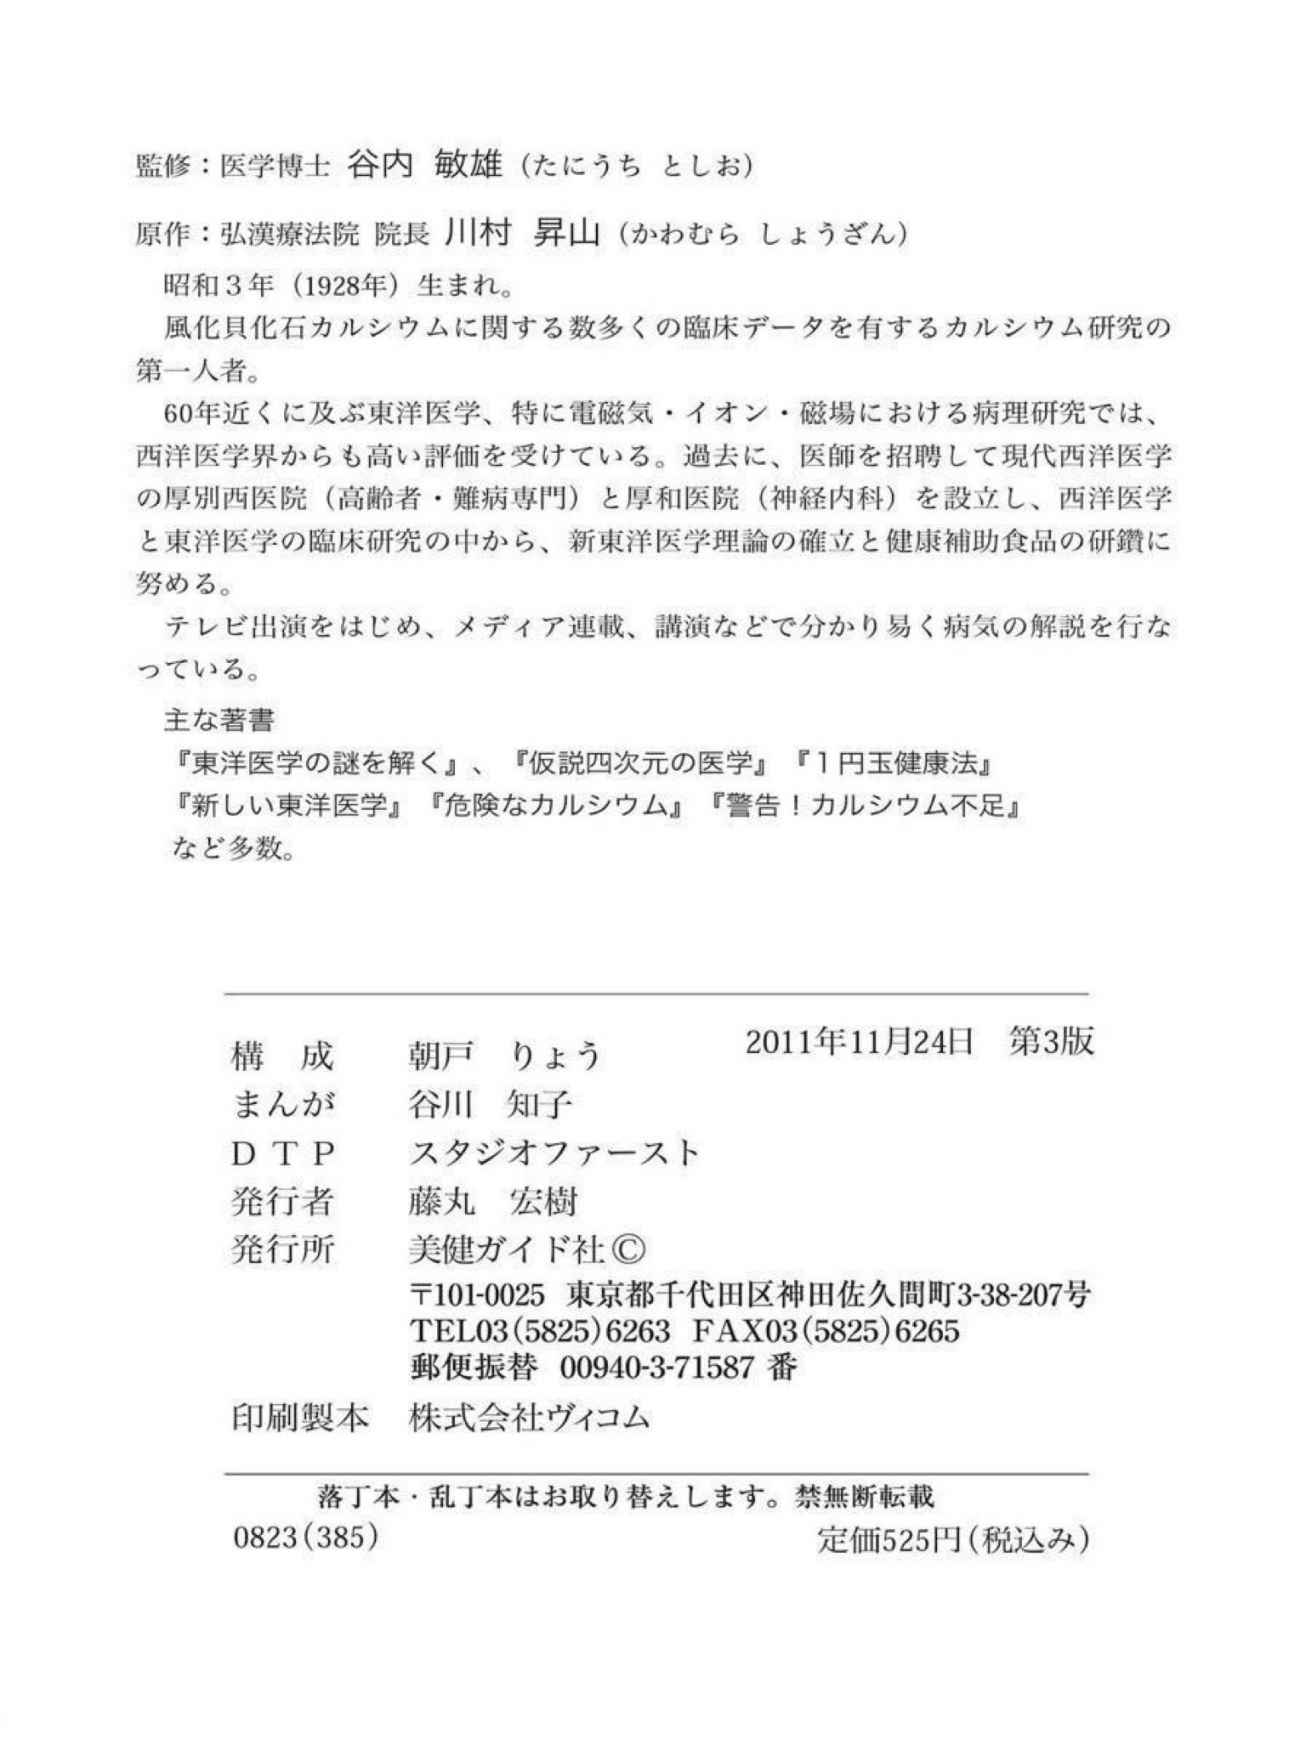 監修：医学博士 谷内 敏雄（たにうち としお）
原作：弘漢療法院 院長 川村 昇山（かわむら しょうざん）
昭和３年（1928年）生まれ。
風化貝化石カルシウムに関する数多くの臨床データを有するカルシウム研究の
第一人者。
60年近くに及ぶ東洋医学、特に電磁気・イオン・磁場における病理研究では、
西洋医学界からも高い評価を受けている。過去に、医師を招聘して現代西洋医学
の厚別西医院（高齢者・難病専門）と厚和医院（神経内科）を設立し、西洋医学
と東洋医学の臨床研究の中から、新東洋医学理論の確立と健康補助食品の研鑽に
努める。
テレビ出演をはじめ、メディア連載、講演などで分かり易く病気の解説を行な
っている。
主な著書
『東洋医学の謎を解く』、『仮説四次元の医学』『１円玉健康法』
『新しい東洋医学』『危険なカルシウム』『警告！カルシウム不足』
など多数。
2011年11月24日　第3版
構　成　　朝戸　りょう
まんが　　谷川　知子
ＤＴＰ　　スタジオファースト
発行者　　藤丸　宏樹
発行所　　美健ガイド社©
〒101-0025 東京都千代田区神田佐久間町3-38-207号
TEL03(5825)6263 FAX03(5825)6265
郵便振替 00940-3-71587 番
印刷製本　株式会社ヴィコム
落丁本・乱丁本はお取り替えします。禁無断転載
0823(385)　　定価525円(税込み)